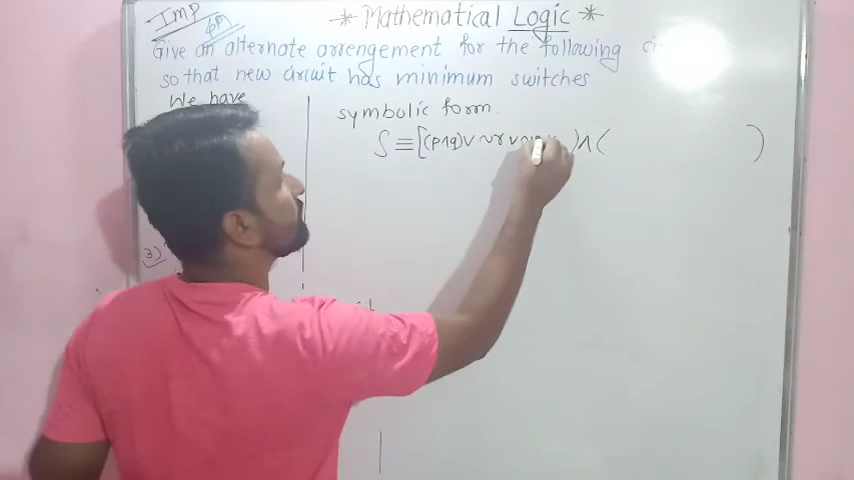 Imp
* Mathematical Logic *
Give an alternate arrangement for the following
so that new circuit has minimum switches
We have
symbolic form.
S ≡ [(p∧q)∨ ~r ∨ )∧( )
3)